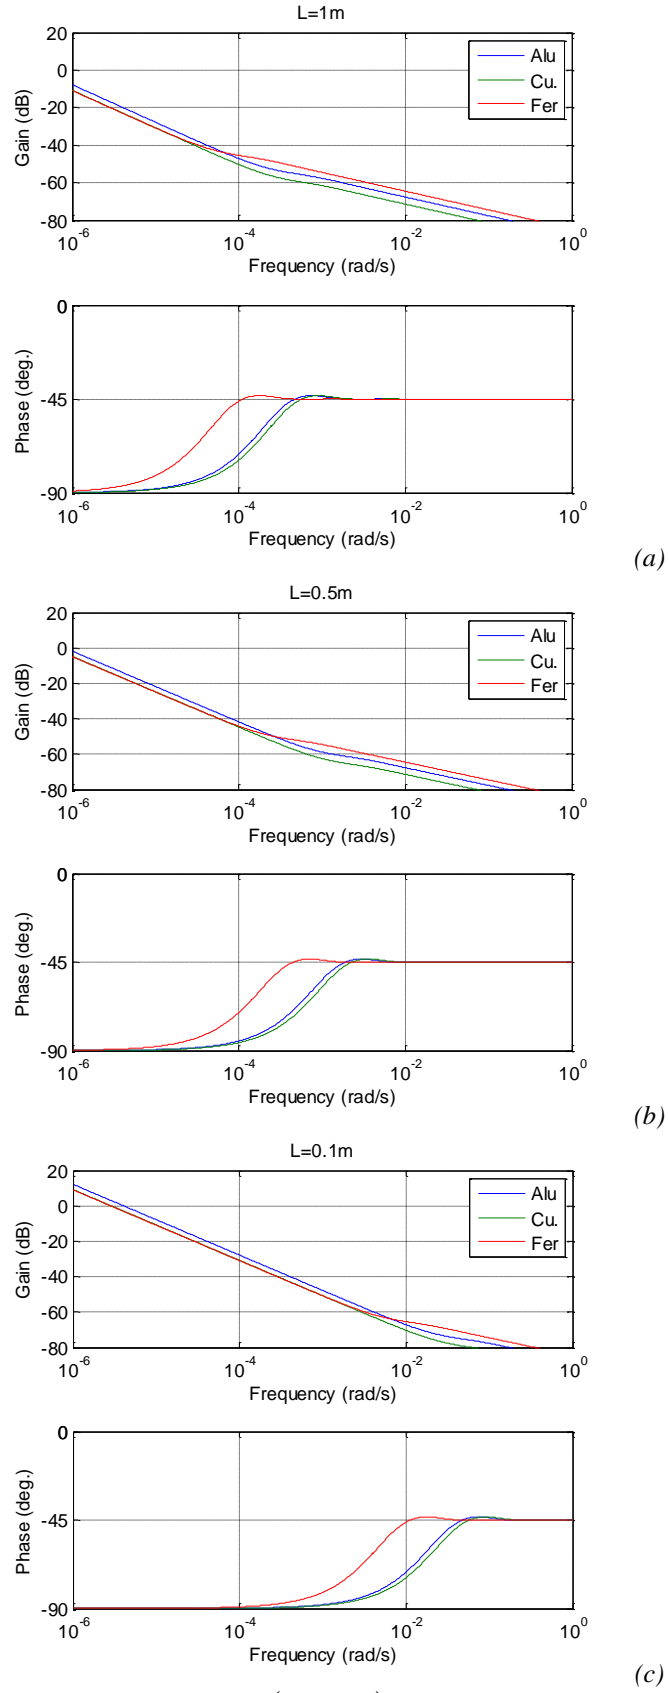 L=1m
20
0
-20
-40
-60
-80
Gain (dB)
Alu
Cu.
Fer
10^-6
10^-4
10^-2
10^0
Frequency (rad/s)
0
-45
-90
Phase (deg.)
10^-6
10^-4
10^-2
10^0
Frequency (rad/s)
(a)
L=0.5m
20
0
-20
-40
-60
-80
Gain (dB)
Alu
Cu.
Fer
10^-6
10^-4
10^-2
10^0
Frequency (rad/s)
0
-45
-90
Phase (deg.)
10^-6
10^-4
10^-2
10^0
Frequency (rad/s)
(b)
L=0.1m
20
0
-20
-40
-60
-80
Gain (dB)
Alu
Cu.
Fer
10^-6
10^-4
10^-2
10^0
Frequency (rad/s)
0
-45
-90
Phase (deg.)
10^-6
10^-4
10^-2
10^0
Frequency (rad/s)
(c)